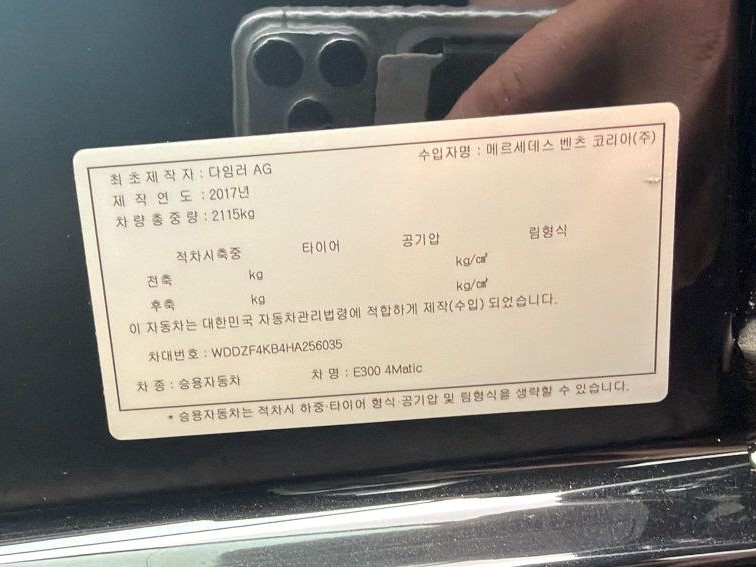 최초제작자 : 다임러 AG 수입자명 : 메르세데스 벤츠 코리아(주)
제 작 연 도 : 2017년
차량총중량 : 2115kg
적차시축중 타이어 공기압 림형식
전축 kg kg/㎠
후축 kg kg/㎠
이 자동차는 대한민국 자동차관리법령에 적합하게 제작(수입) 되었습니다.
차대번호 : WDDZF4KB4HA256035
차 종 : 승용자동차 차 명 : E300 4Matic
* 승용자동차는 적차시 하중·타이어 형식·공기압 및 림형식을 생략할 수 있습니다.